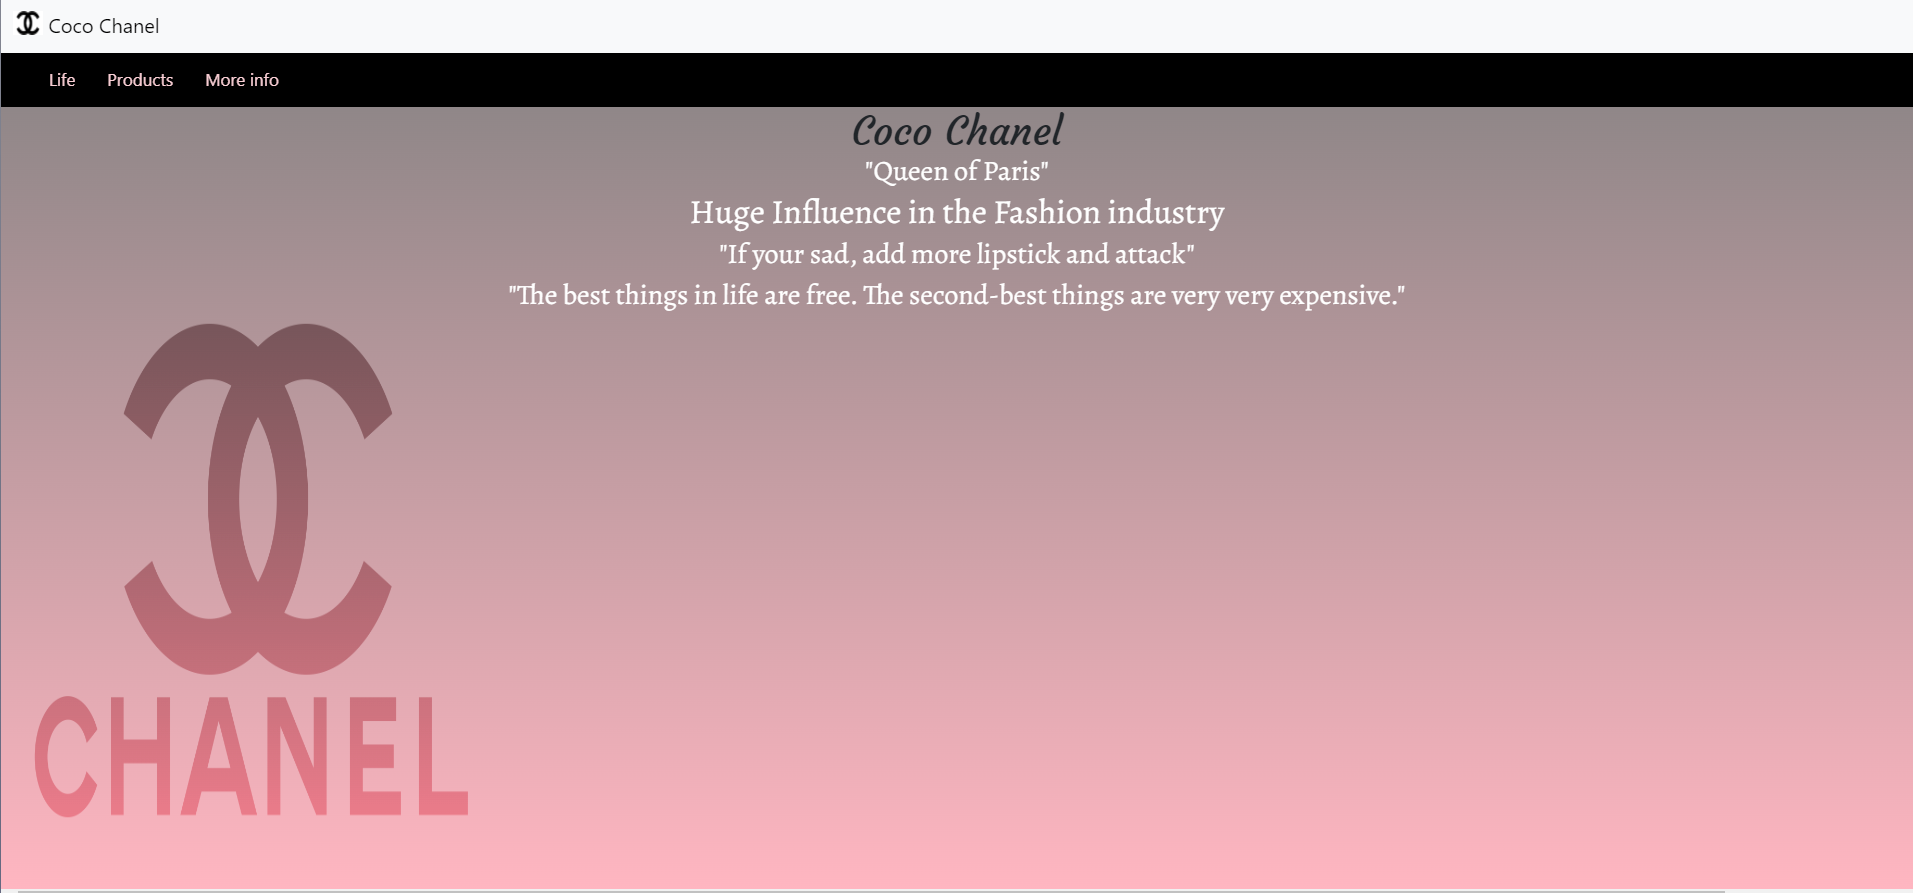 Coco Chanel
Life Products More info
Coco Chanel
"Queen of Paris"
Huge Influence in the Fashion industry
"If your sad, add more lipstick and attack"
"The best things in life are free. The second-best things are very very expensive."
CHANEL